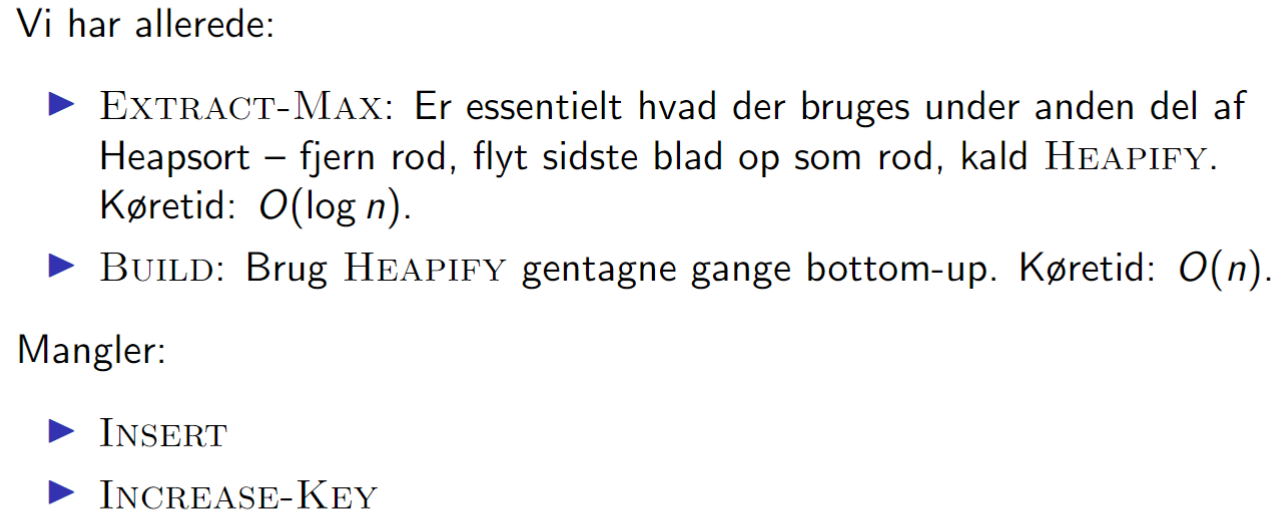 Vi har allerede:
▶ EXTRACT-MAX: Er essentielt hvad der bruges under anden del af
Heapsort – fjern rod, flyt sidste blad op som rod, kald HEAPIFY.
Køretid: O(log n).
▶ BUILD: Brug HEAPIFY gentagne gange bottom-up. Køretid: O(n).
Mangler:
▶ INSERT
▶ INCREASE-KEY